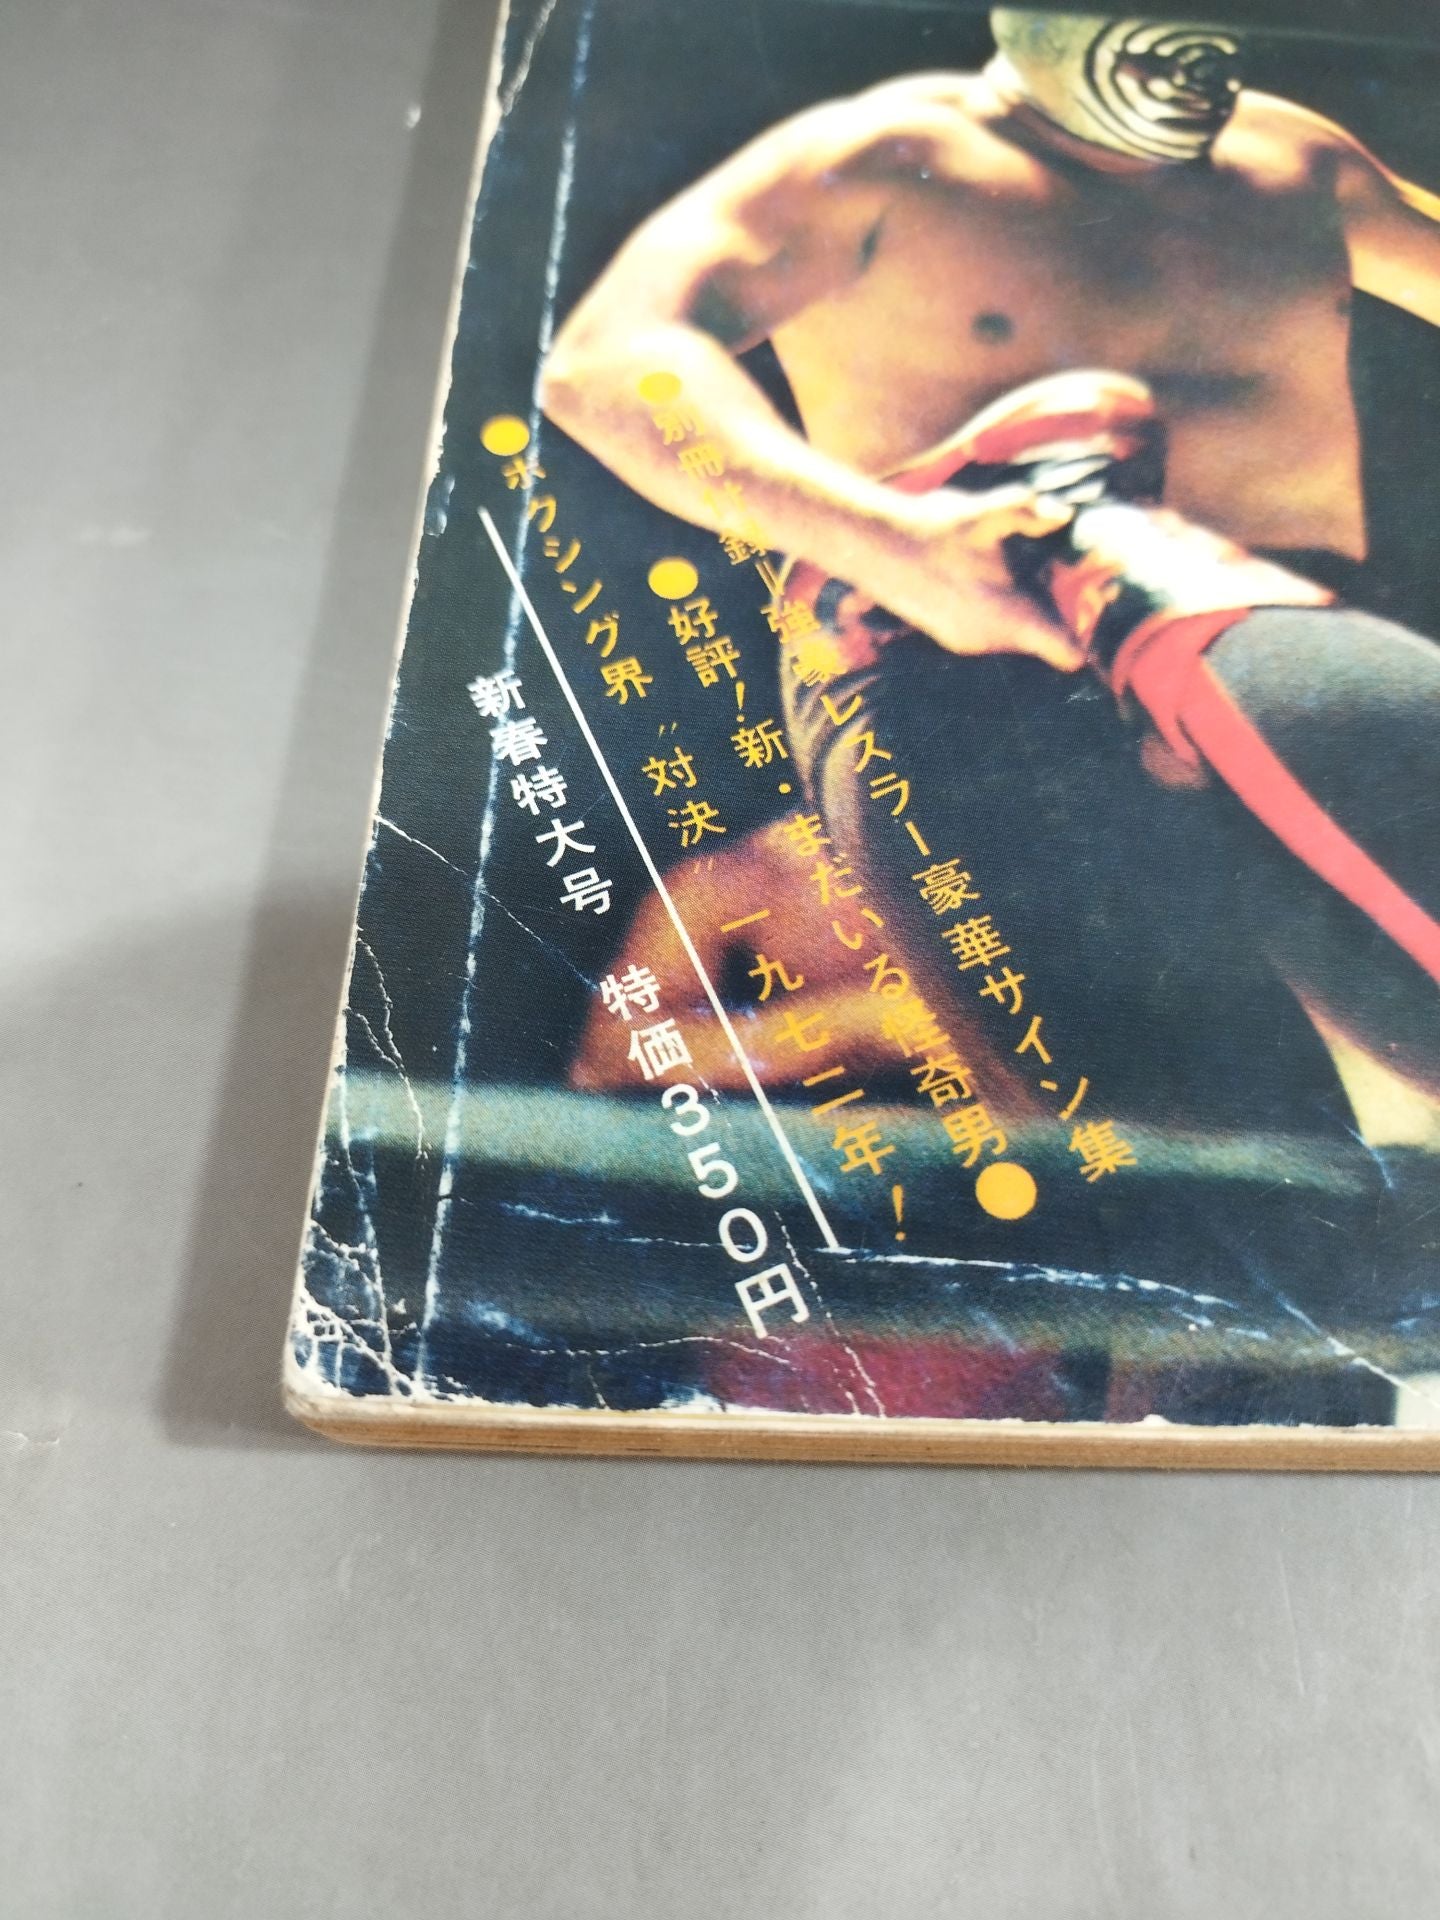 ●別冊付録＝強豪レスラー豪華サイン集
●好評！新・まだいる怪奇男●
●ボクシング界〝対決〟一九七二年！
新春特大号 特価350円